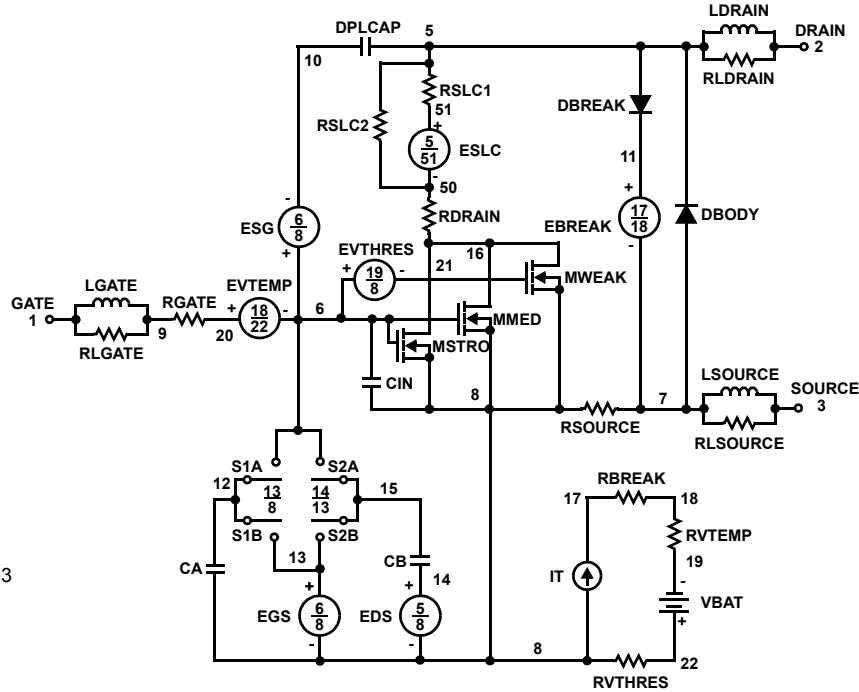 LDRAIN
DPLCAP 5 DRAIN
10 2
RLDRAIN
RSLC1
51
DBREAK
RSLC2
+
5
51
ESLC
-
11
50
- +
6
8
ESG
+
RDRAIN
17
18
EBREAK
-
DBODY
EVTHRES 16
+ 19
8
- 21
MWEAK
LGATE EVTEMP
GATE RGATE + 18
22
- 6
MMED
1 9 20
RLGATE
MSTRO
CIN
LSOURCE
8 7 SOURCE
3
RSOURCE
RLSOURCE
S1A S2A
12 13
8
14
13
15
RBREAK
17 18
S1B S2B
13
RVTEMP
CA CB 19
IT
-
+ + 14
VBAT
EGS 6
8
EDS 5
8
+
- -
8
22
RVTHRES
3